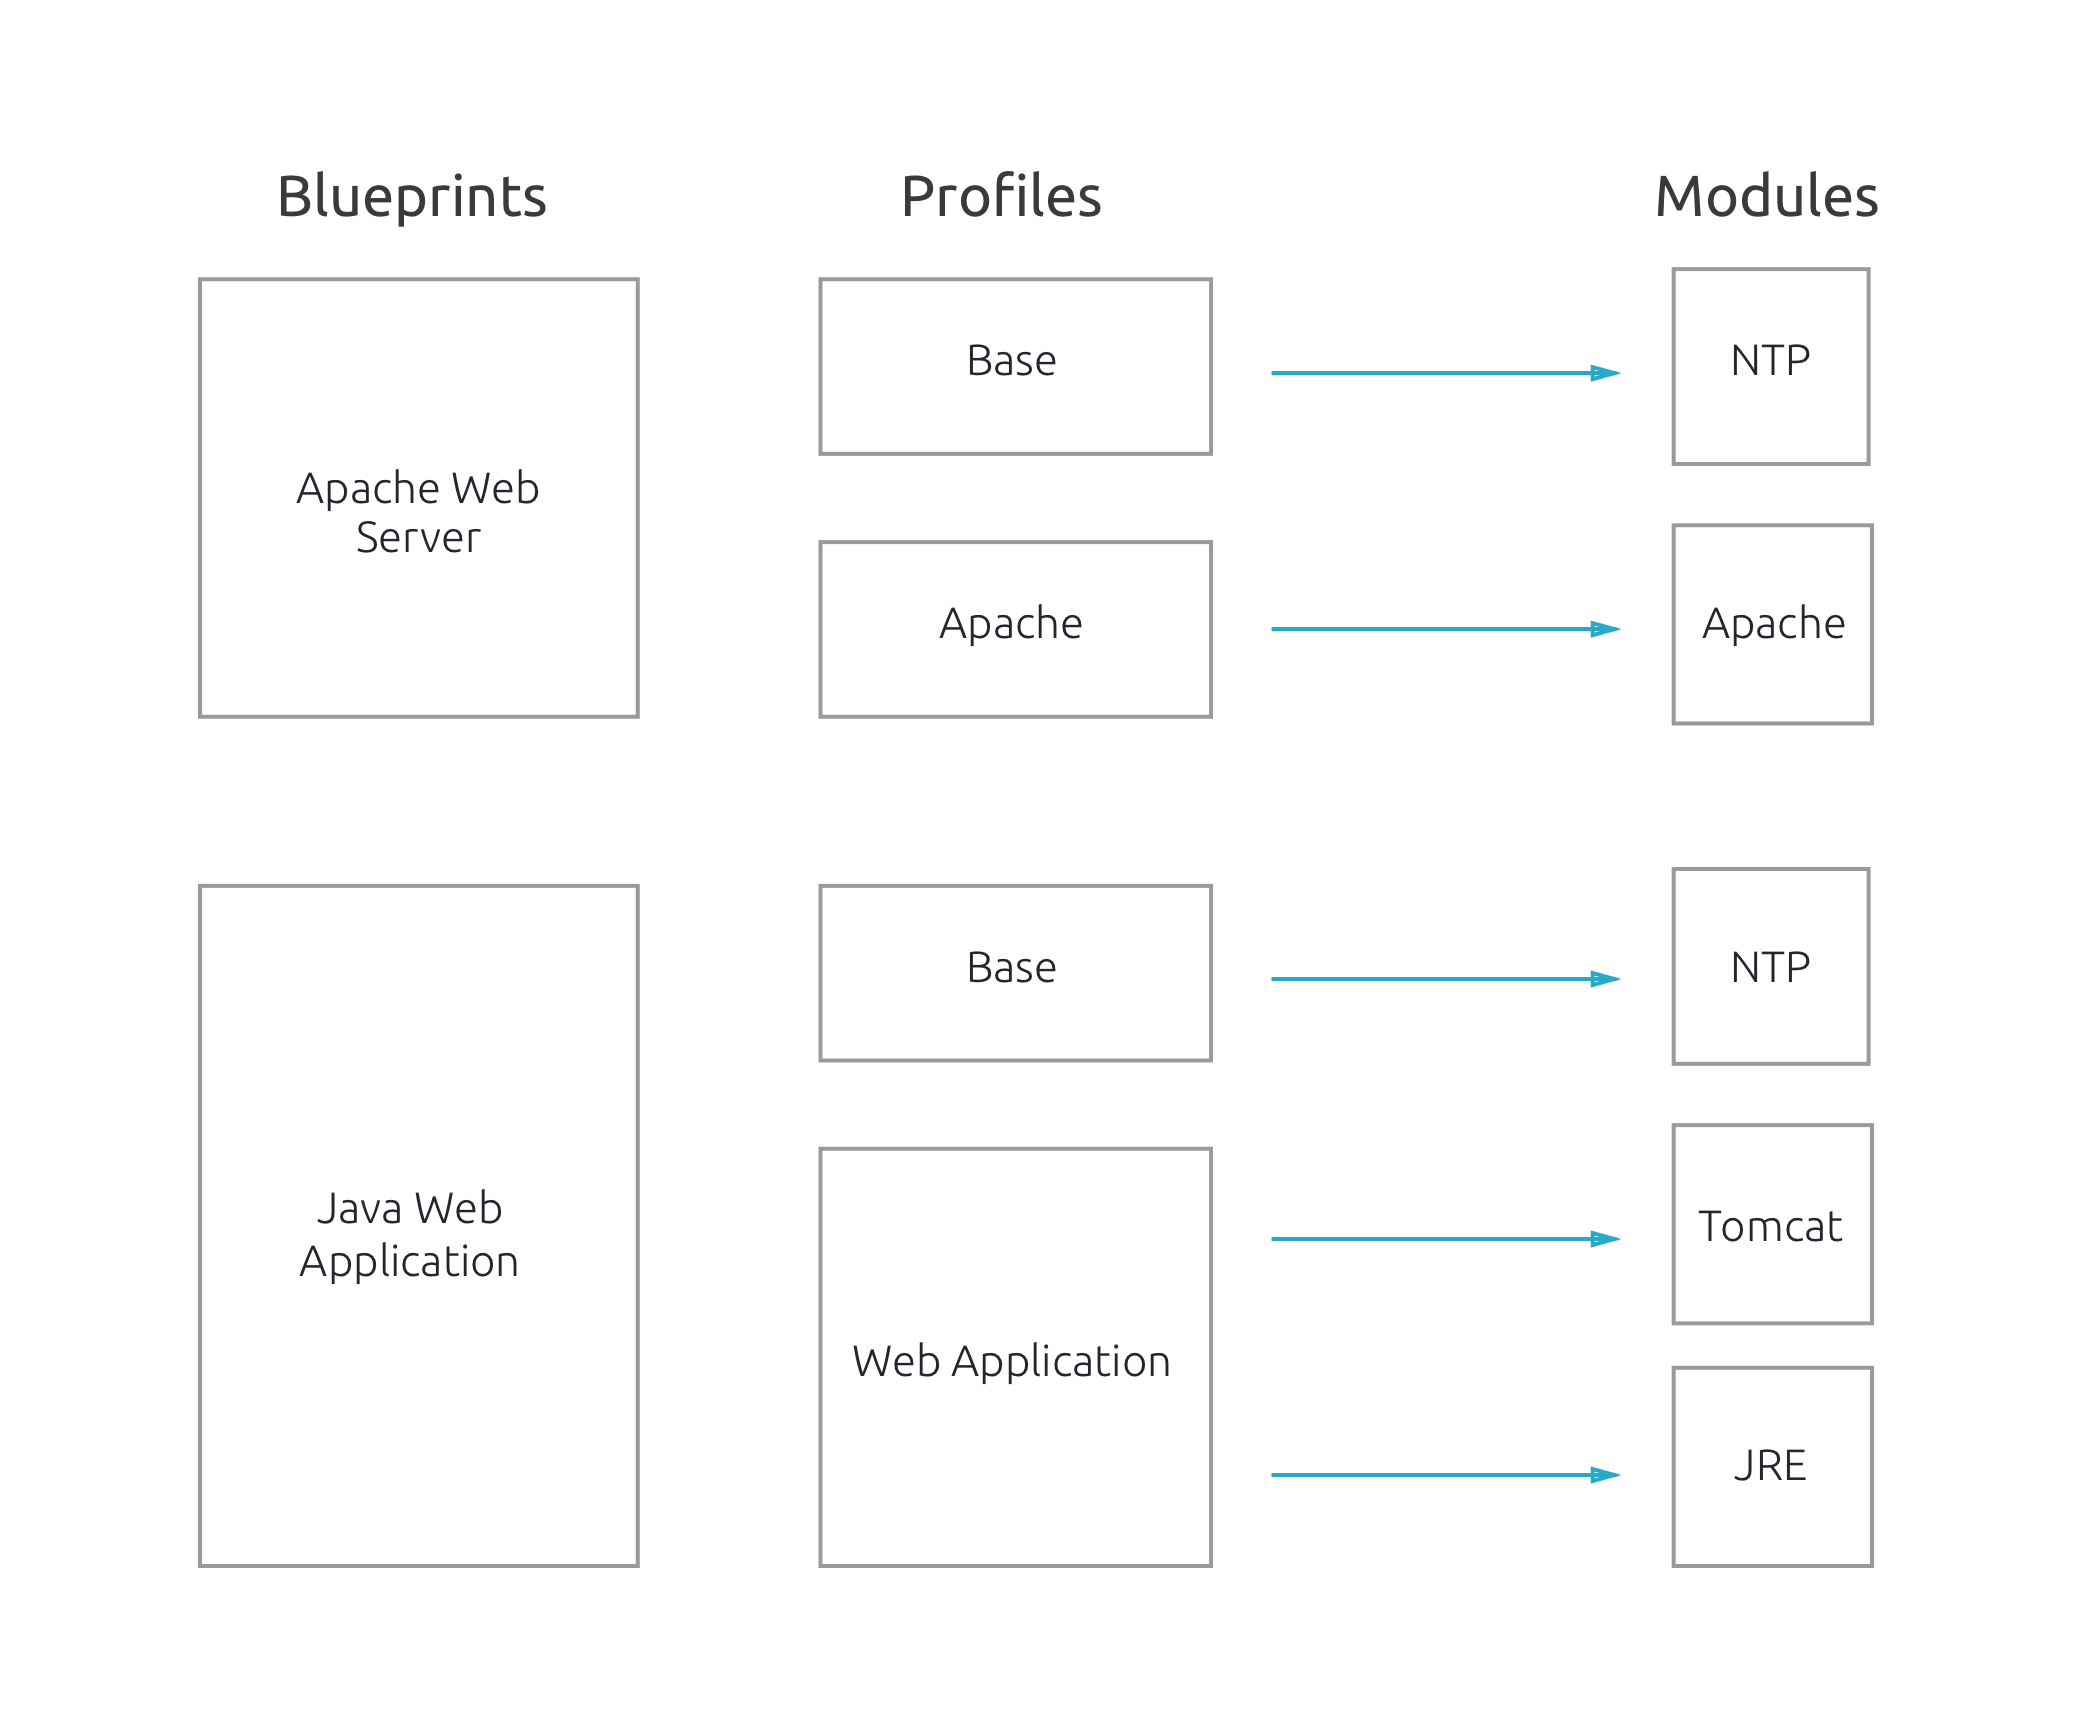 Blueprints
Profiles
Modules
Apache Web
Server
Base
NTP
Apache
Apache
Java Web
Application
Base
NTP
Web Application
Tomcat
JRE